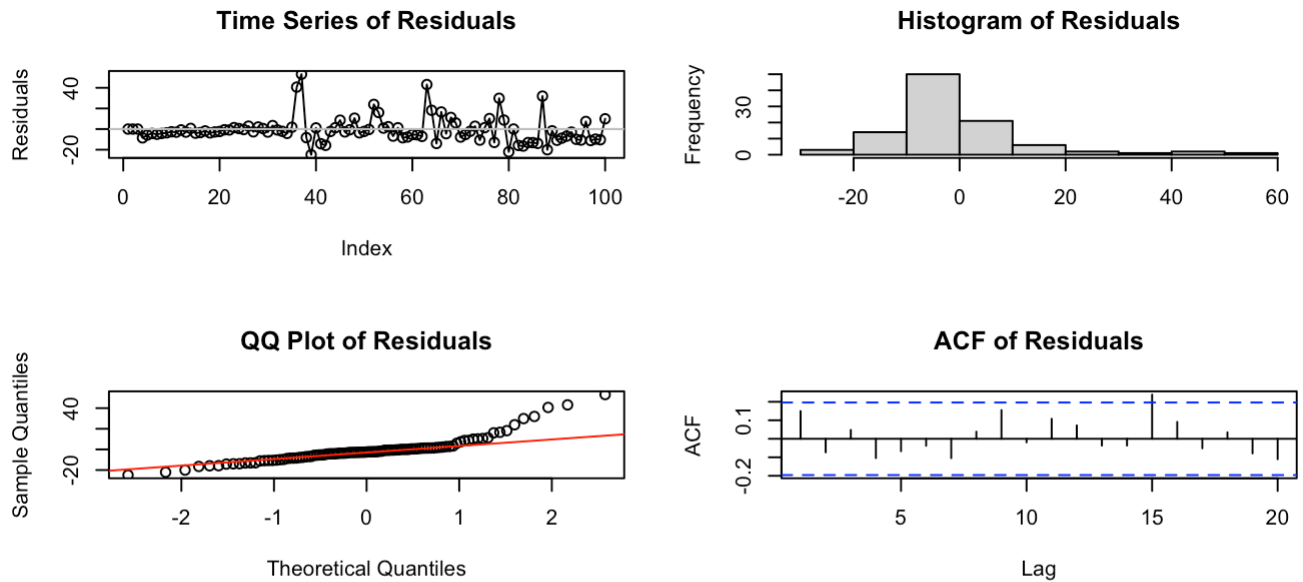 Time Series of Residuals
Residuals
40
-20
0 20 40 60 80 100
Index
Histogram of Residuals
Frequency
30
0
-20 0 20 40 60
QQ Plot of Residuals
Sample Quantiles
40
-20
-2 -1 0 1 2
Theoretical Quantiles
ACF of Residuals
ACF
0.1
-0.2
5 10 15 20
Lag